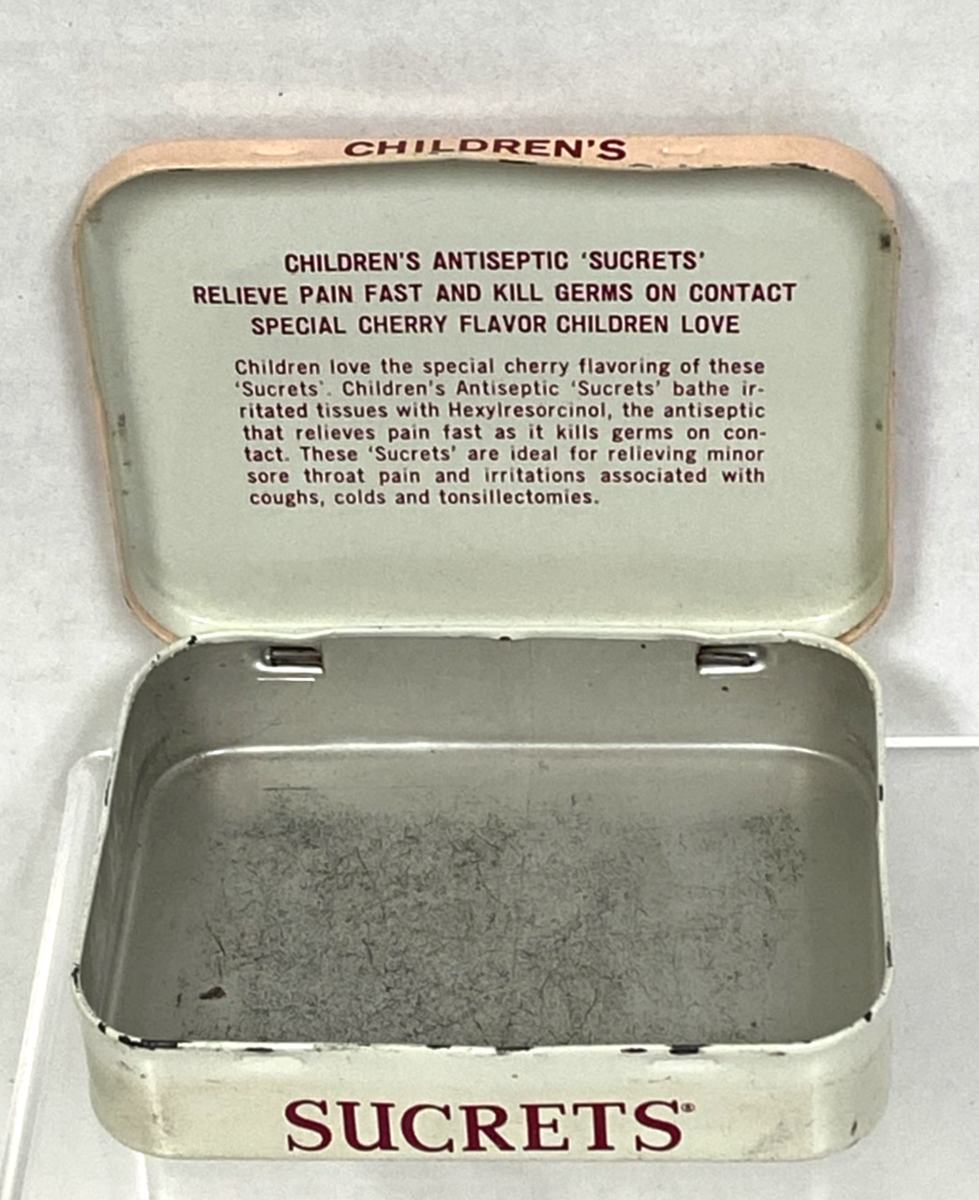 CHILDREN'S
CHILDREN'S ANTISEPTIC 'SUCRETS'
RELIEVE PAIN FAST AND KILL GERMS ON CONTACT
SPECIAL CHERRY FLAVOR CHILDREN LOVE
Children love the special cherry flavoring of these
'Sucrets'. Children's Antiseptic 'Sucrets' bathe ir-
ritated tissues with Hexylresorcinol, the antiseptic
that relieves pain fast as it kills germs on con-
tact. These 'Sucrets' are ideal for relieving minor
sore throat pain and irritations associated with
coughs, colds and tonsillectomies.
SUCRETS®